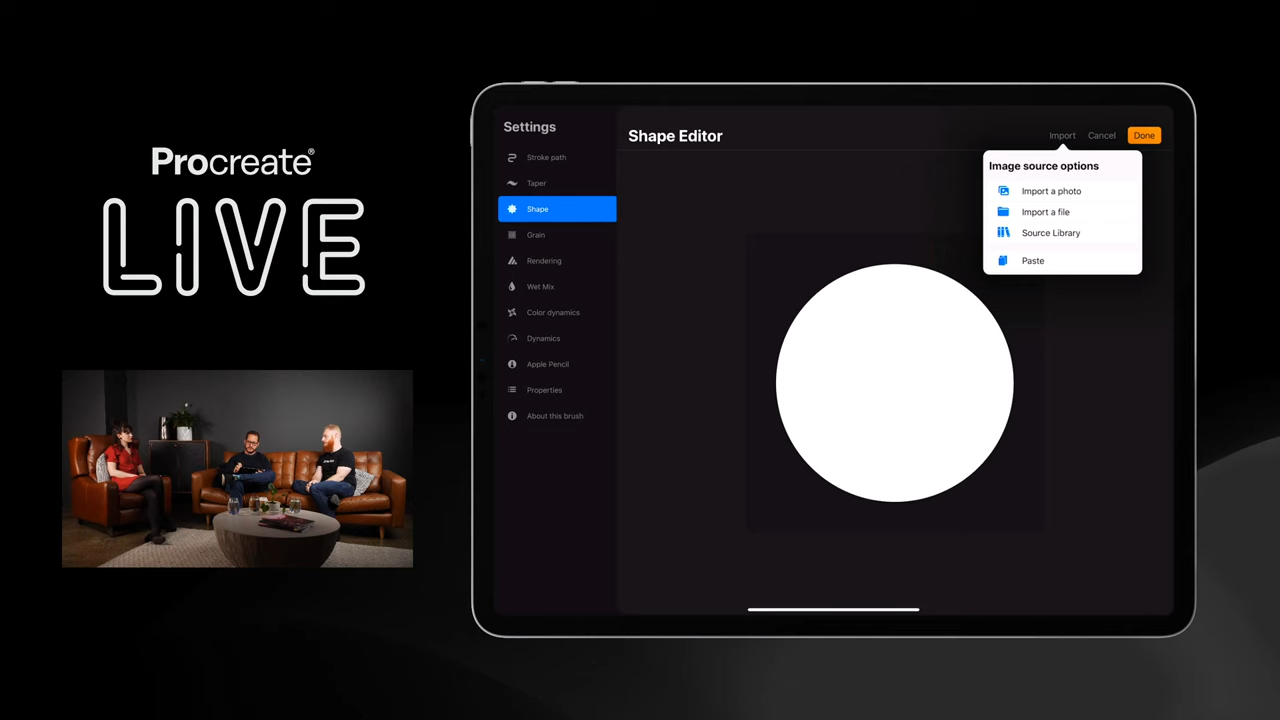 Procreate®
LIVE
Settings
Stroke path
Taper
Shape
Grain
Rendering
Wet Mix
Color dynamics
Dynamics
Apple Pencil
Properties
About this brush
Shape Editor
Import
Cancel
Done
Image source options
Import a photo
Import a file
Source Library
Paste